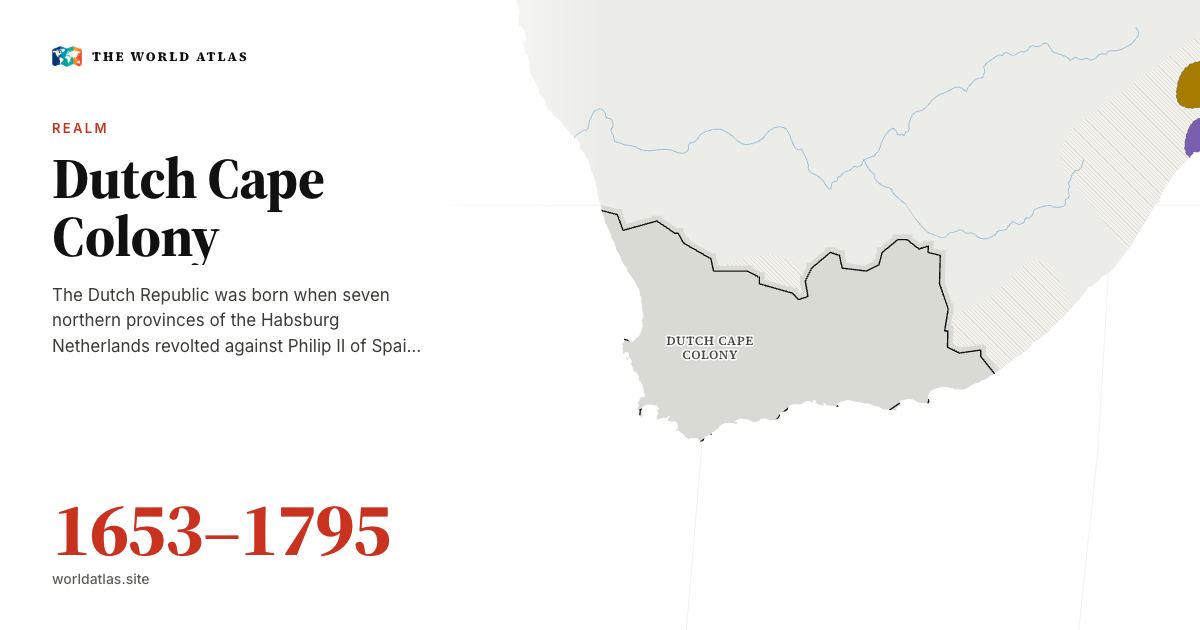 THE WORLD ATLAS
REALM
Dutch Cape
Colony
The Dutch Republic was born when seven
northern provinces of the Habsburg
Netherlands revolted against Philip II of Spai...
DUTCH CAPE
COLONY
1653–1795
worldatlas.site